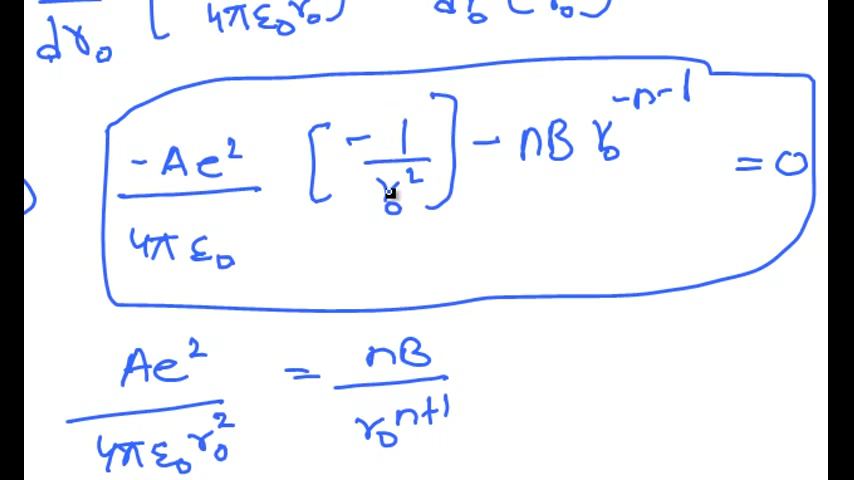 dr₀ [ 4πε₀r₀ ) dr₀ ( r₀ )
-Ae² / 4πε₀ [ -1 / r₀² ] - nB r₀^(-n-1) = 0
Ae² / 4πε₀r₀² = nB / r₀^(n+1)